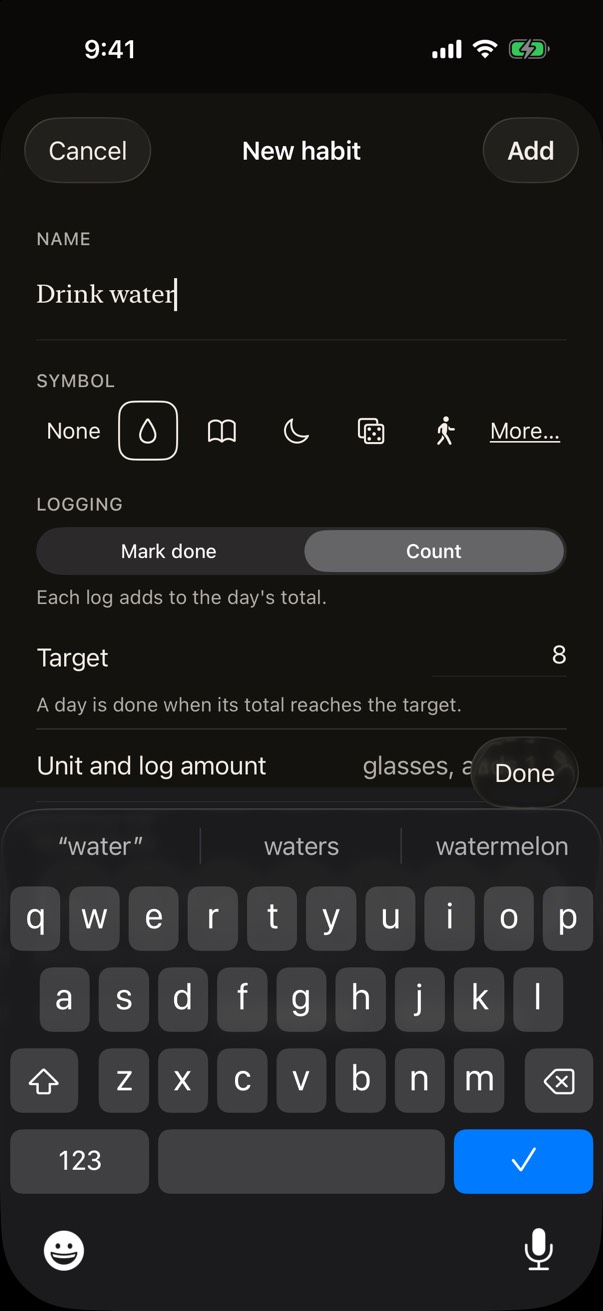 9:41
Cancel New habit Add
NAME
Drink water
SYMBOL
None More...
LOGGING
Mark done Count
Each log adds to the day's total.
Target 8
A day is done when its total reaches the target.
Unit and log amount glasses, Done
“water” waters watermelon
q w e r t y u i o p
a s d f g h j k l
z x c v b n m
123